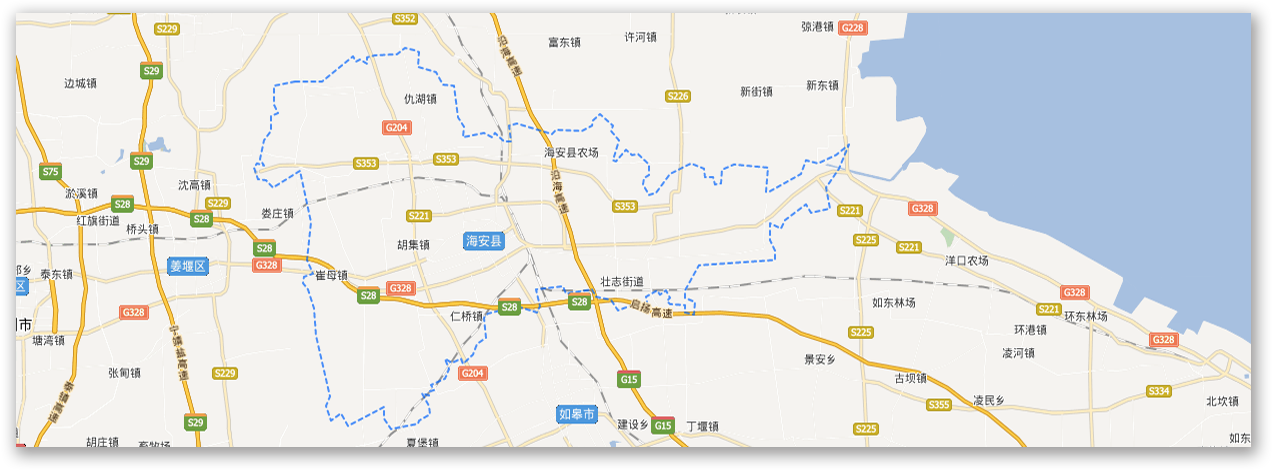 S352
S229
弶港镇
G228
许河镇
富东镇
S29
边城镇
新东镇
新街镇
S226
仇湖镇
G204
海安县农场
S29
S353
S353
S75
沈高镇
淤溪镇
S28
S229
S353
S221
G328
娄庄镇
S221
红旗街道
S28
桥头镇
海安县
S225
胡集镇
S221
S28
姜堰区
G328
洋口农场
泰东镇
崔母镇
区
壮志街道
G328
S28
G328
S28
S28
如东林场
启扬高速
S221
G328
仁桥镇
环东林场
市
环港镇
S225
塘湾镇
G328
凌河镇
景安乡
张甸镇
S229
G204
G15
古坝镇
S334
凌民乡
北坎镇
S355
如皋市
S29
建设乡
G15
丁堰镇
S225
胡庄镇
畜牧场
夏堡镇
如东